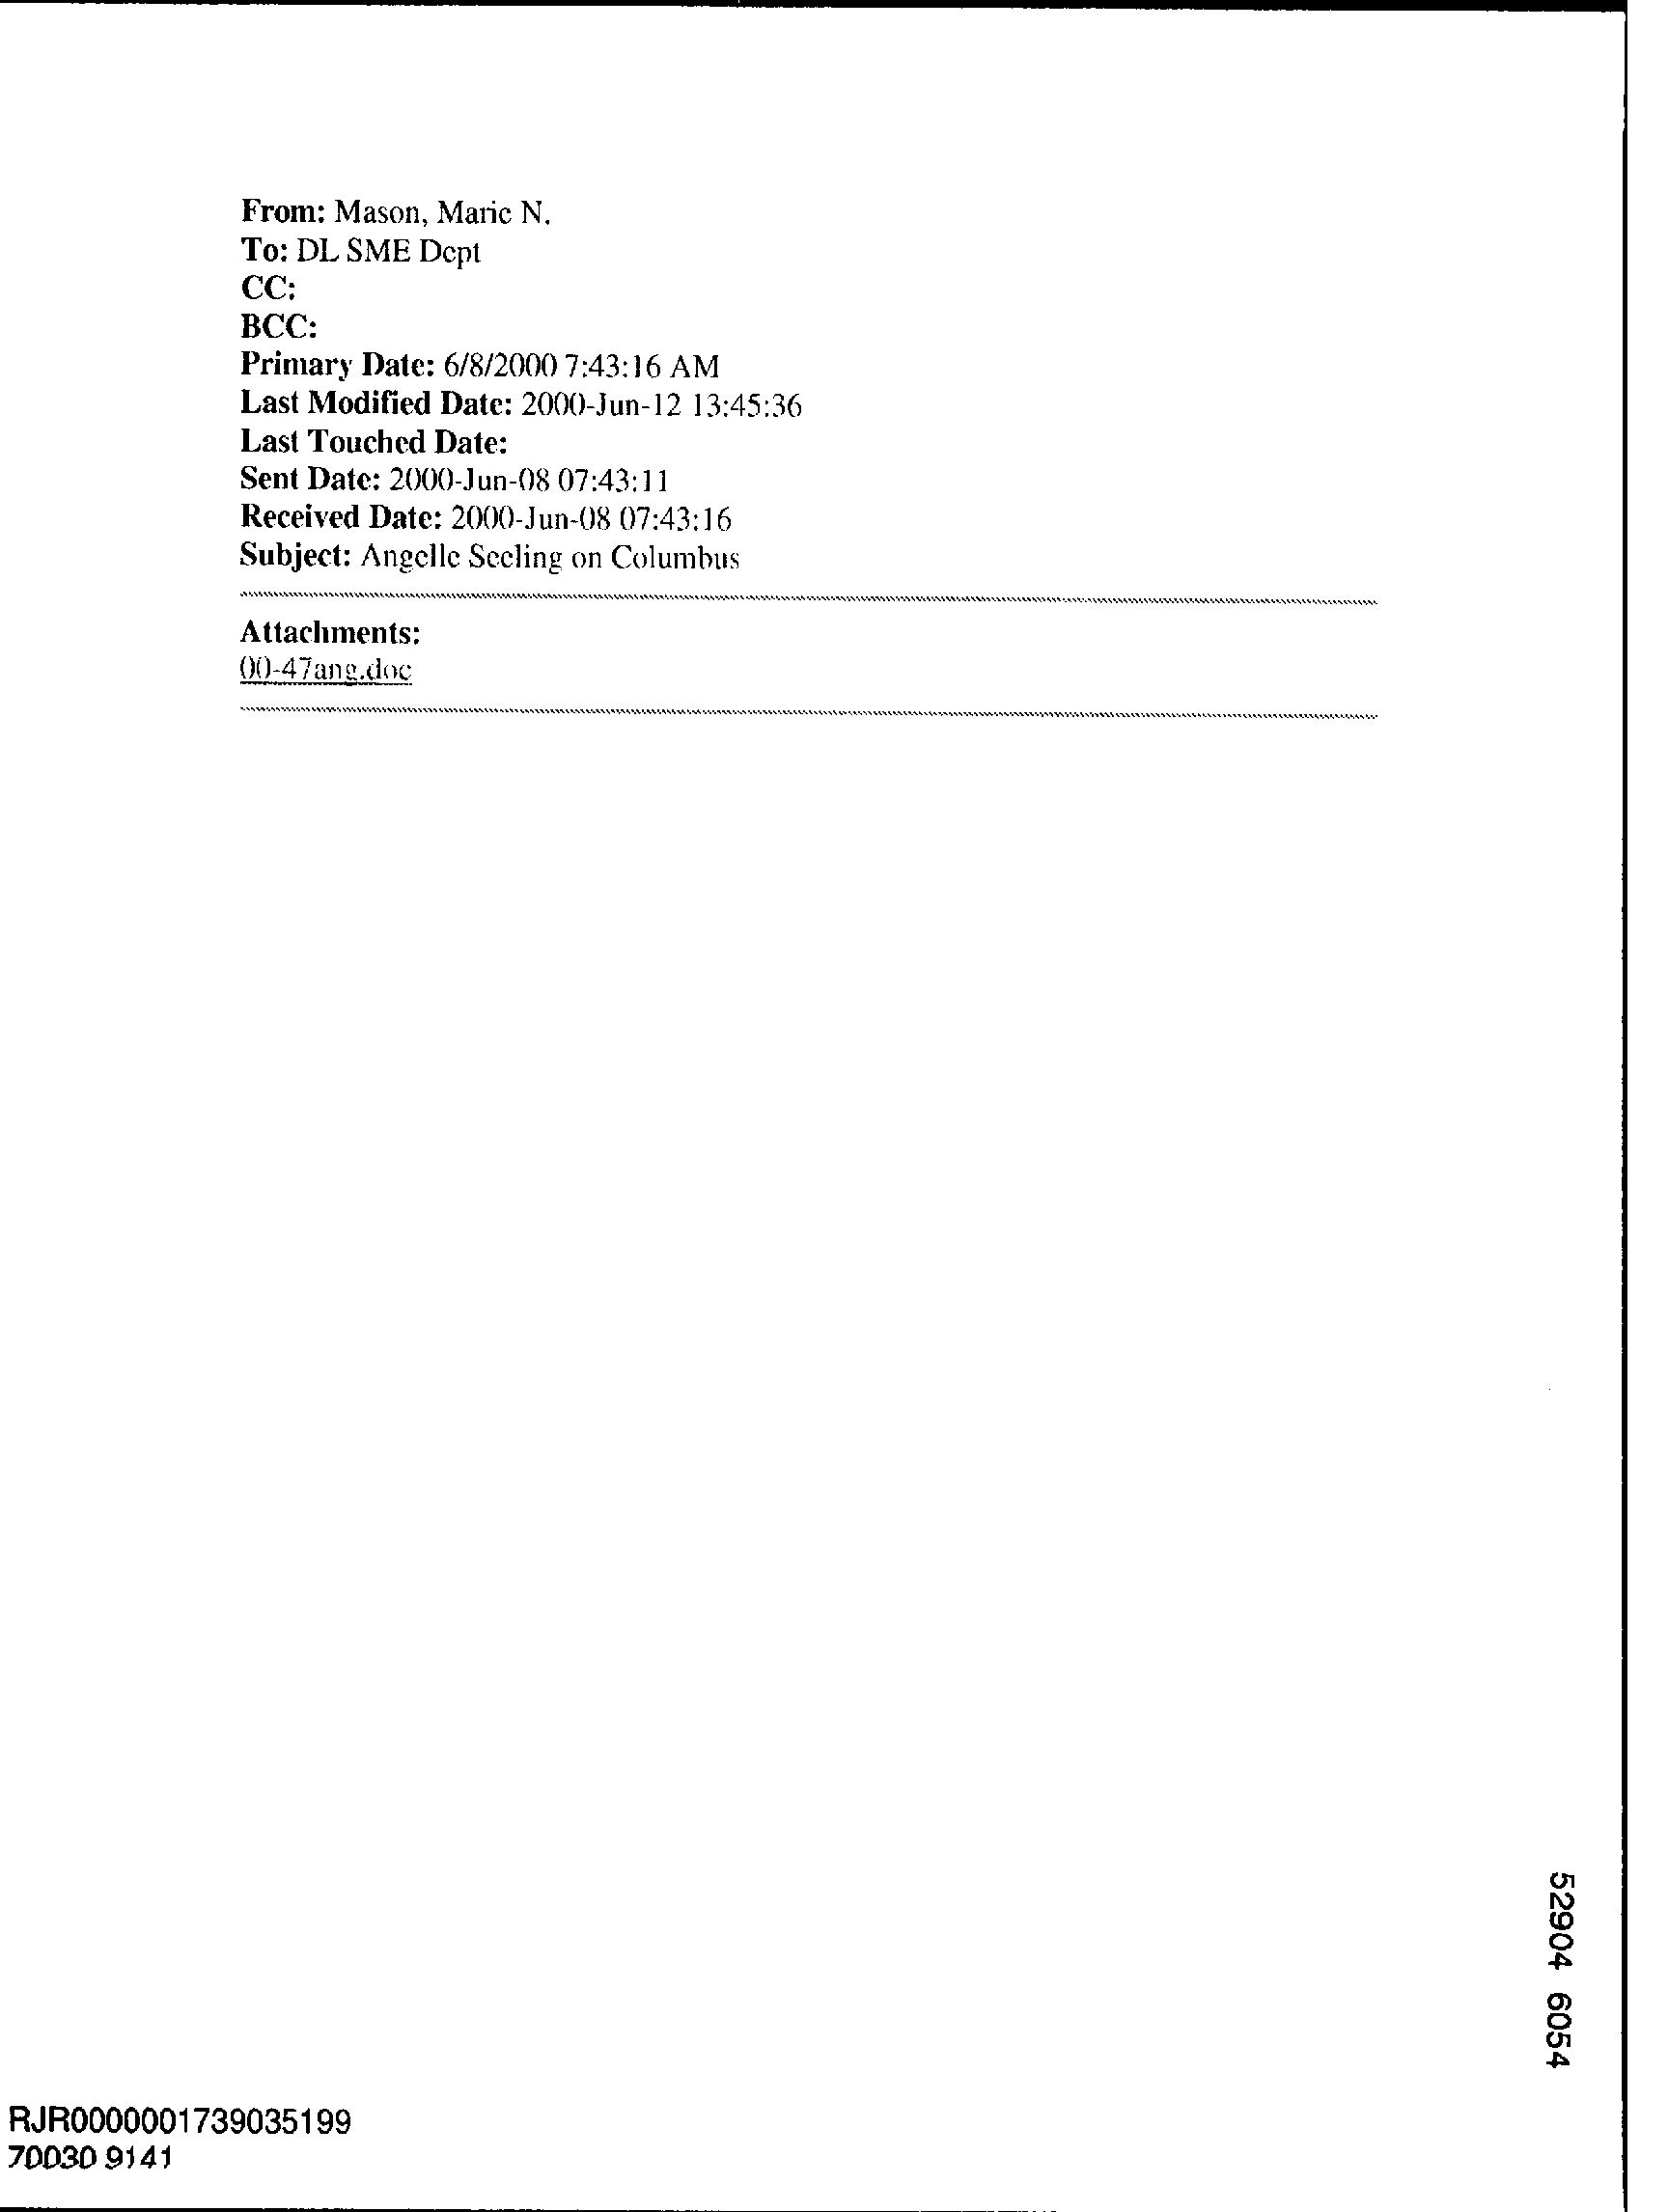 From: Mason, Marie N.
To: DL SME Dept
CC:
BCC:
Primary Date: 6/8/2000 7:43:16 AM
Last Modified Date: 2000-Jun-12 13:45:36
Last Touched Date:
Sent Date: 2000-Jun-08 07:43:11
Received Date: 2000-Jun-08 07:43:16
Subject: Angelle Seeling on Columbus
Attachments:
00-47ang.doc
52904 6054
RJR0000001739035199
70030 9141